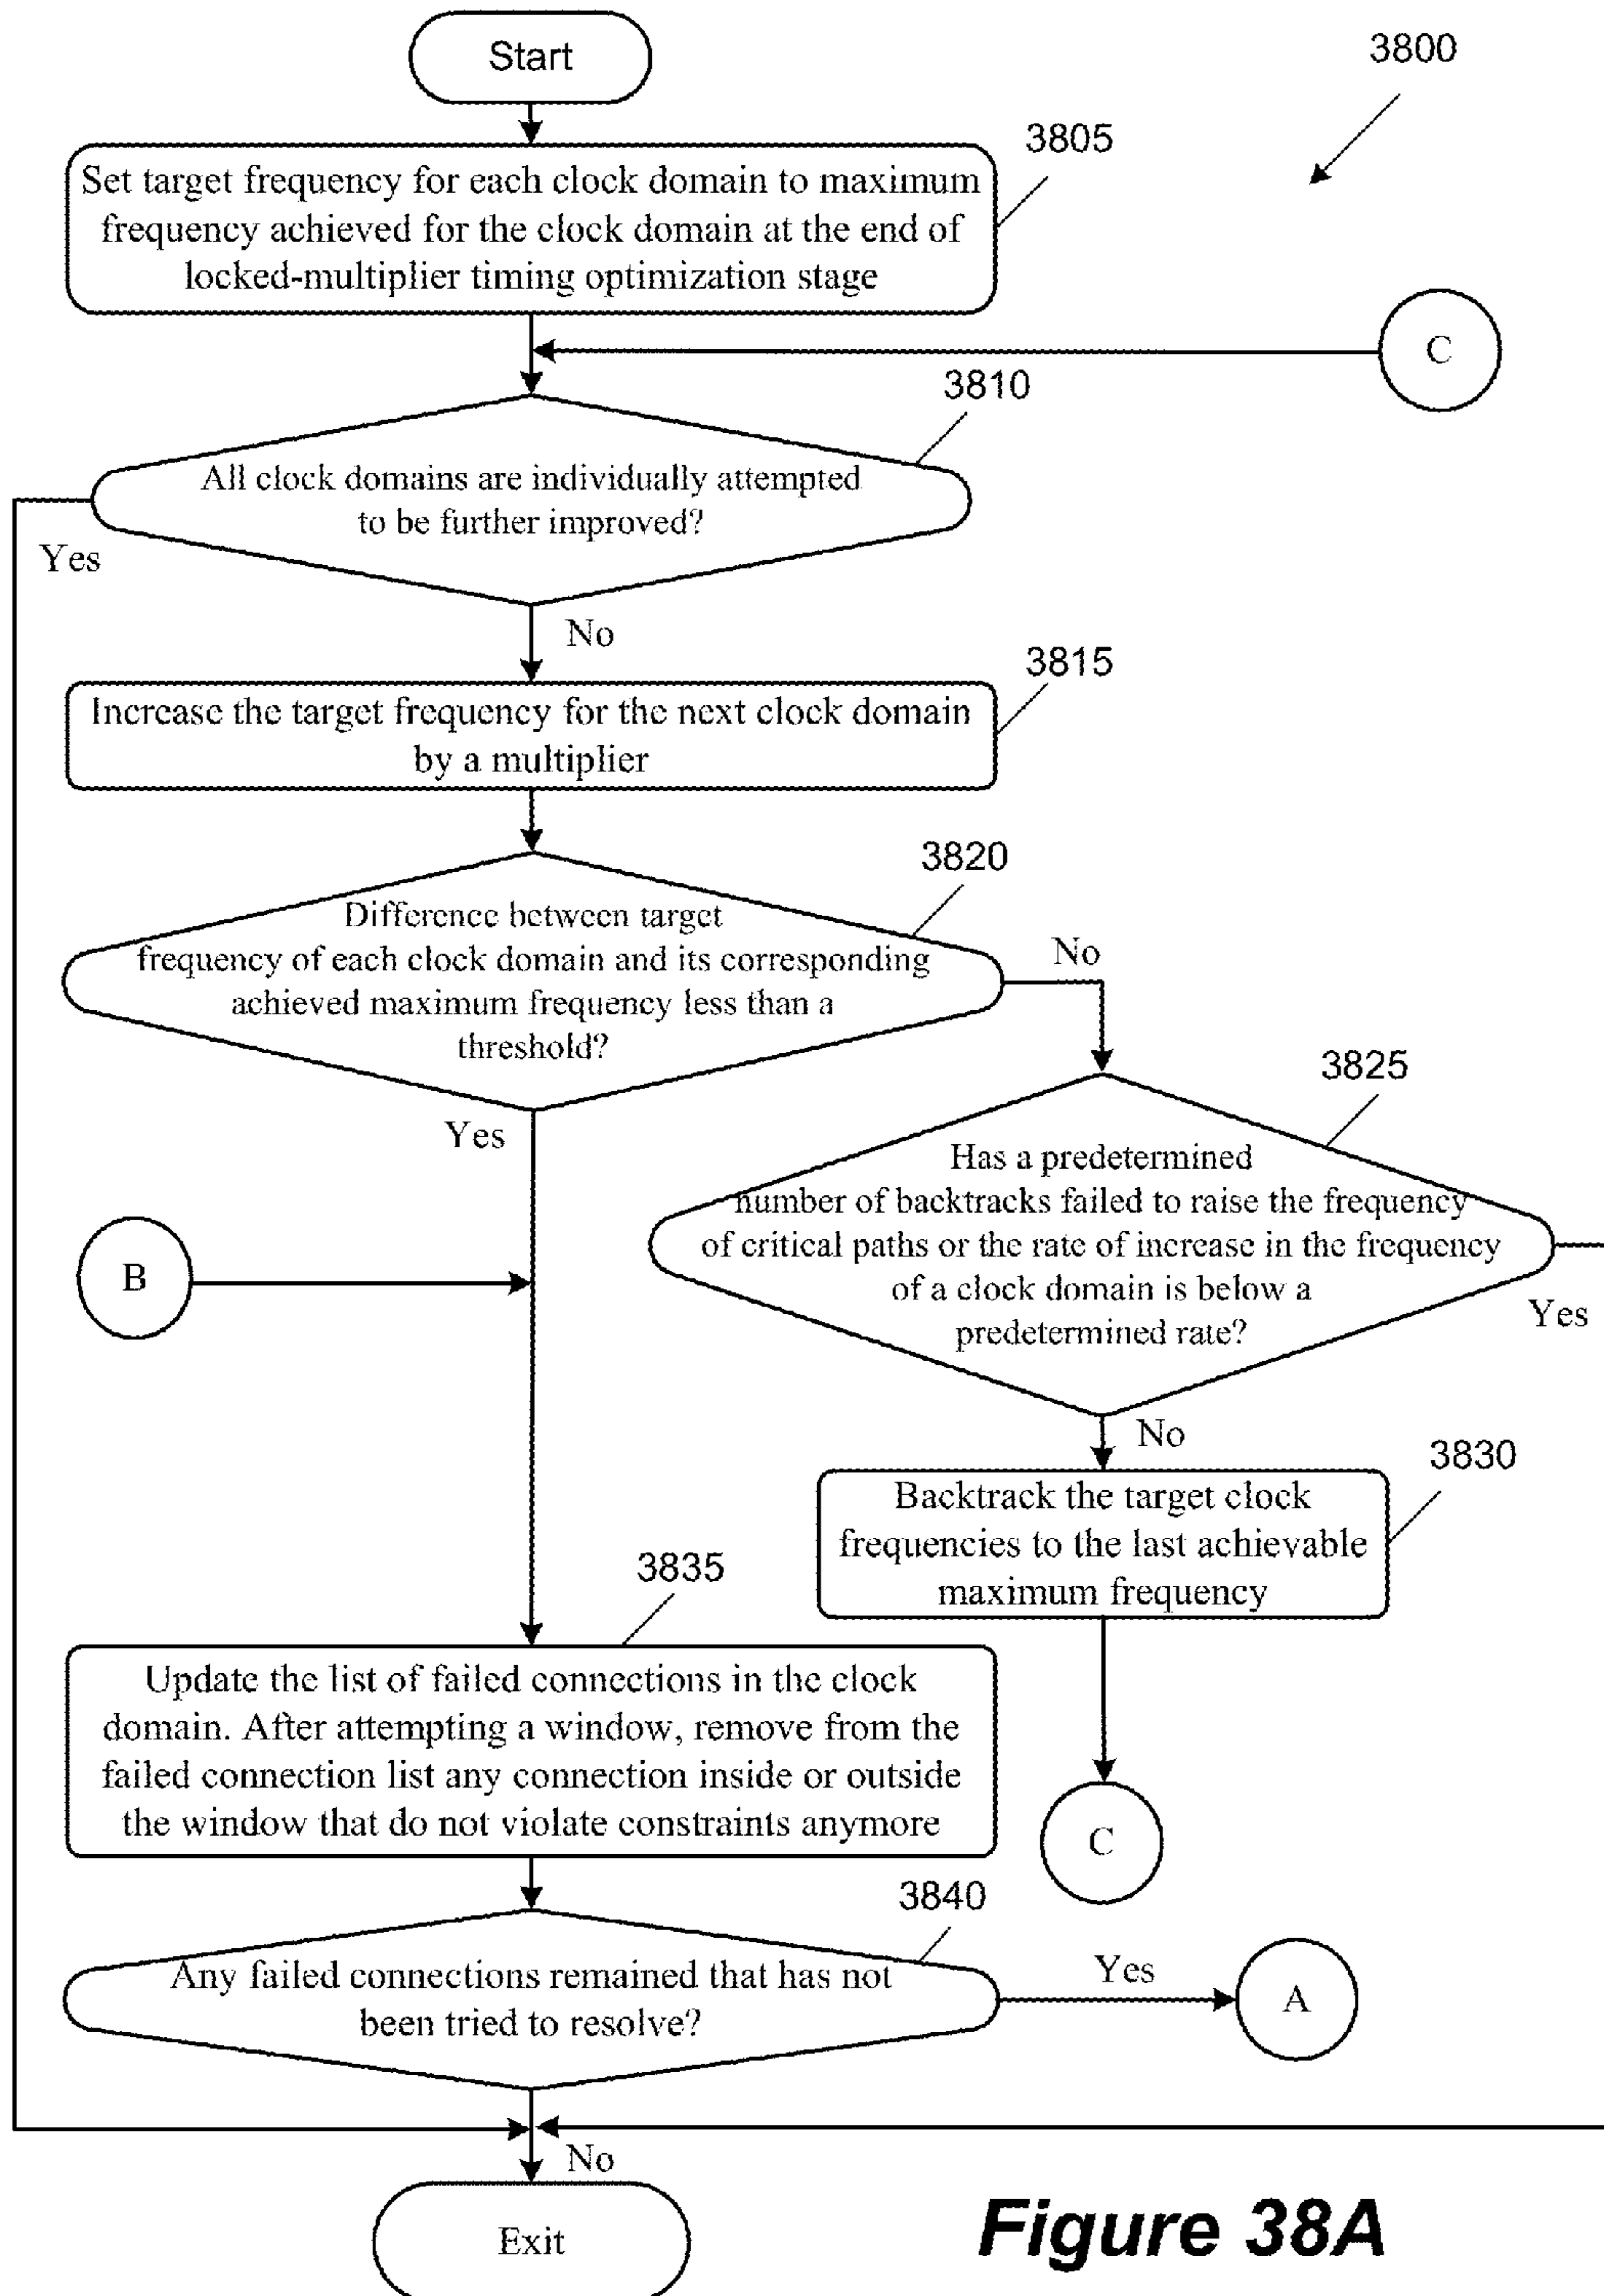 Start
3800
3805
Set target frequency for each clock domain to maximum
frequency achieved for the clock domain at the end of
locked-multiplier timing optimization stage
C
3810
All clock domains are individually attempted
to be further improved?
Yes
No
3815
Increase the target frequency for the next clock domain
by a multiplier
3820
Difference between target
frequency of each clock domain and its corresponding
achieved maximum frequency less than a
threshold?
No
Yes
3825
Has a predetermined
number of backtracks failed to raise the frequency
of critical paths or the rate of increase in the frequency
of a clock domain is below a
predetermined rate?
Yes
B
No
3830
Backtrack the target clock
frequencies to the last achievable
maximum frequency
3835
Update the list of failed connections in the clock
domain. After attempting a window, remove from the
failed connection list any connection inside or outside
the window that do not violate constraints anymore
C
3840
Any failed connections remained that has not
been tried to resolve?
Yes
A
No
Exit
Figure 38A